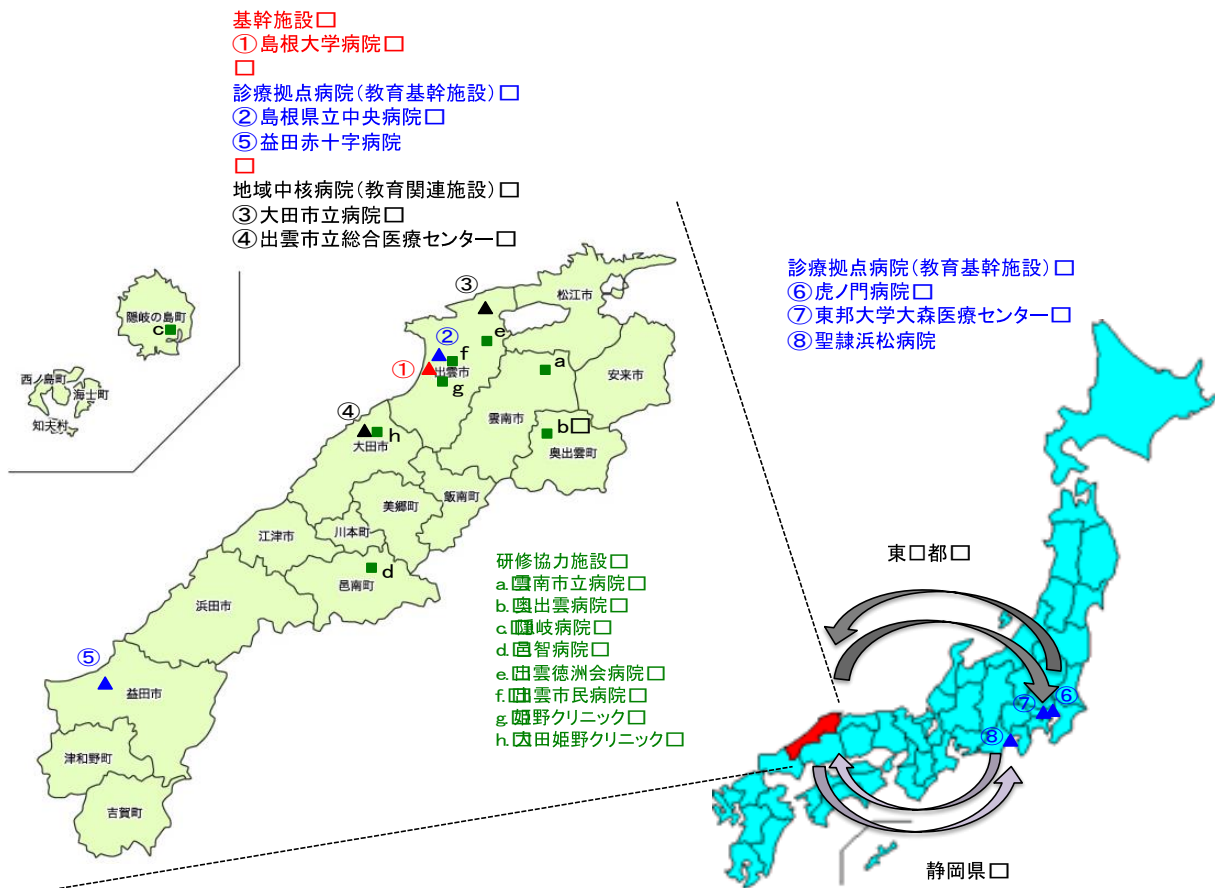 基幹施設□
①島根大学病院□
□
診療拠点病院(教育基幹施設)□
②島根県立中央病院□
⑤益田赤十字病院
□
地域中核病院(教育関連施設)□
③大田市立病院□
④出雲市立総合医療センター□
診療拠点病院(教育基幹施設)□
⑥虎ノ門病院□
⑦東邦大学大森医療センター□
⑧聖隷浜松病院
隠岐の島町
c
西ノ島町
海士町
知夫村
③
松江市
②
e
f
①
出雲市
g
a
安来市
雲南市
④
h
大田市
b□
奥出雲町
飯南町
美郷町
川本町
江津市
d
邑南町
浜田市
⑤
益田市
津和野町
吉賀町
研修協力施設□
a.雲南市立病院□
b.奥出雲病院□
c.隠岐病院□
d.邑智病院□
e.出雲徳洲会病院□
f.出雲市民病院□
g.姫野クリニック□
h.大田姫野クリニック□
東□都□
⑦
⑥
⑧
静岡県□